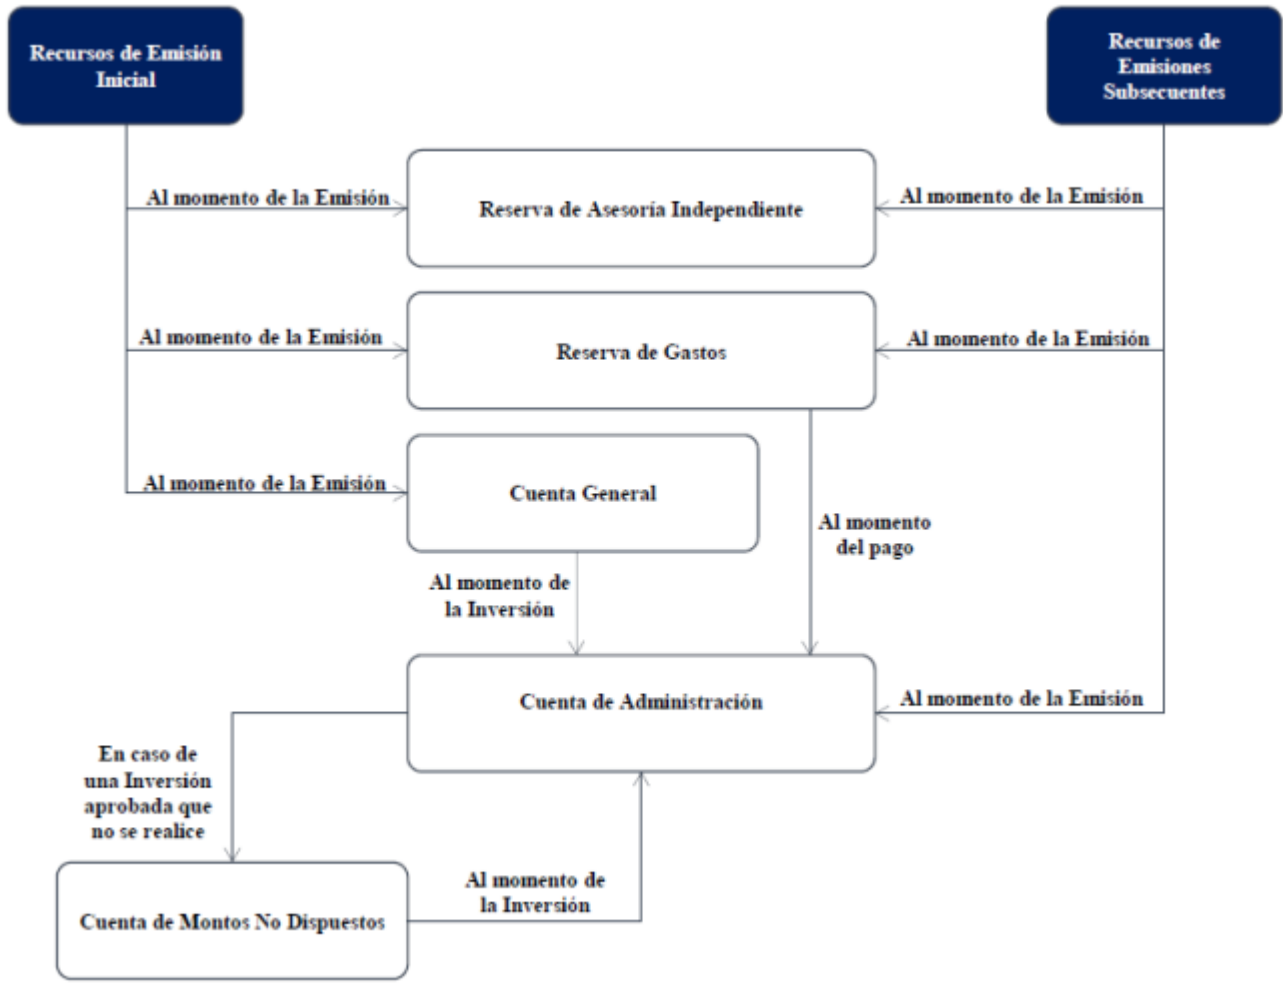 Recursos de Emisión
Inicial
Recursos de
Emisiones
Subsecuentes
Al momento de la Emisión
Reserva de Asesoría Independiente
Al momento de la Emisión
Al momento de la Emisión
Reserva de Gastos
Al momento de la Emisión
Al momento de la Emisión
Cuenta General
Al momento
del pago
Al momento de
la Inversión
Cuenta de Administración
Al momento de la Emisión
En caso de
una Inversión
aprobada que
no se realice
Al momento de
la Inversión
Cuenta de Montos No Dispuestos